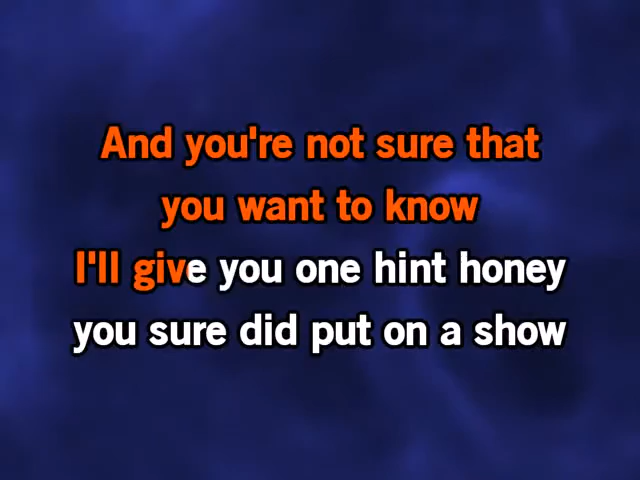 And you're not sure that
you want to know
I'll give you one hint honey
you sure did put on a show